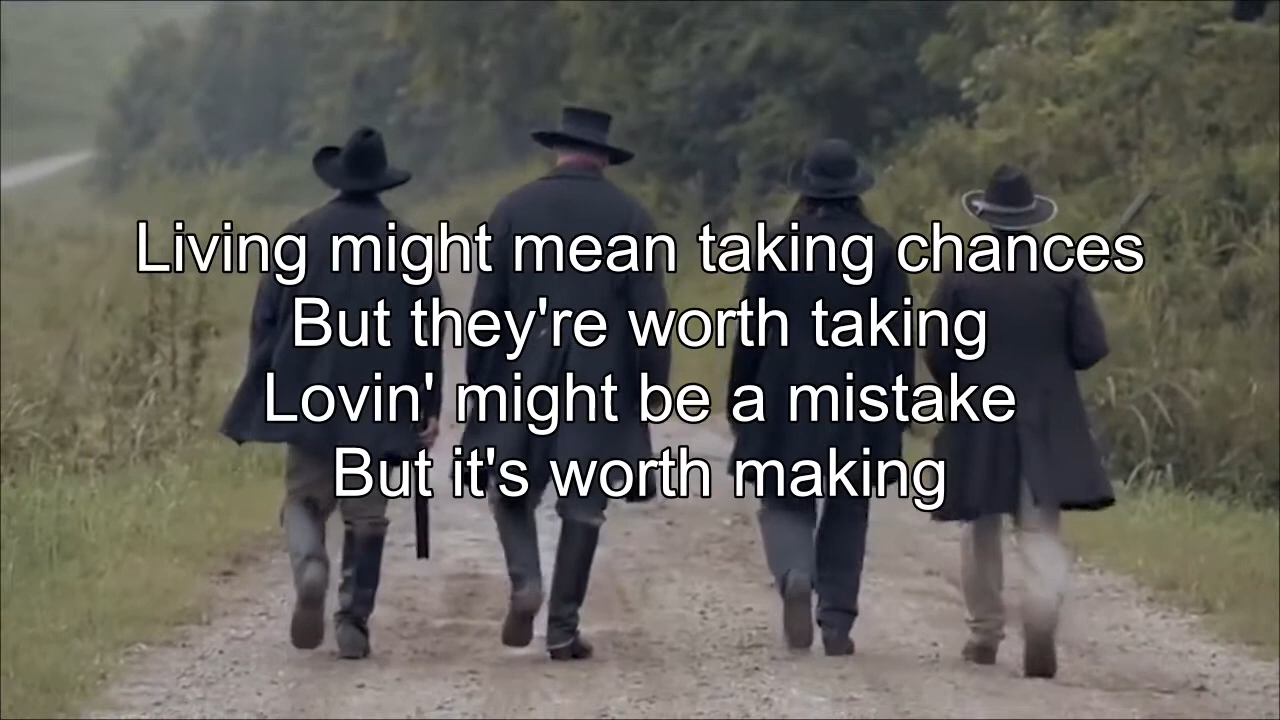 Living might mean taking chances
But they're worth taking
Lovin' might be a mistake
But it's worth making